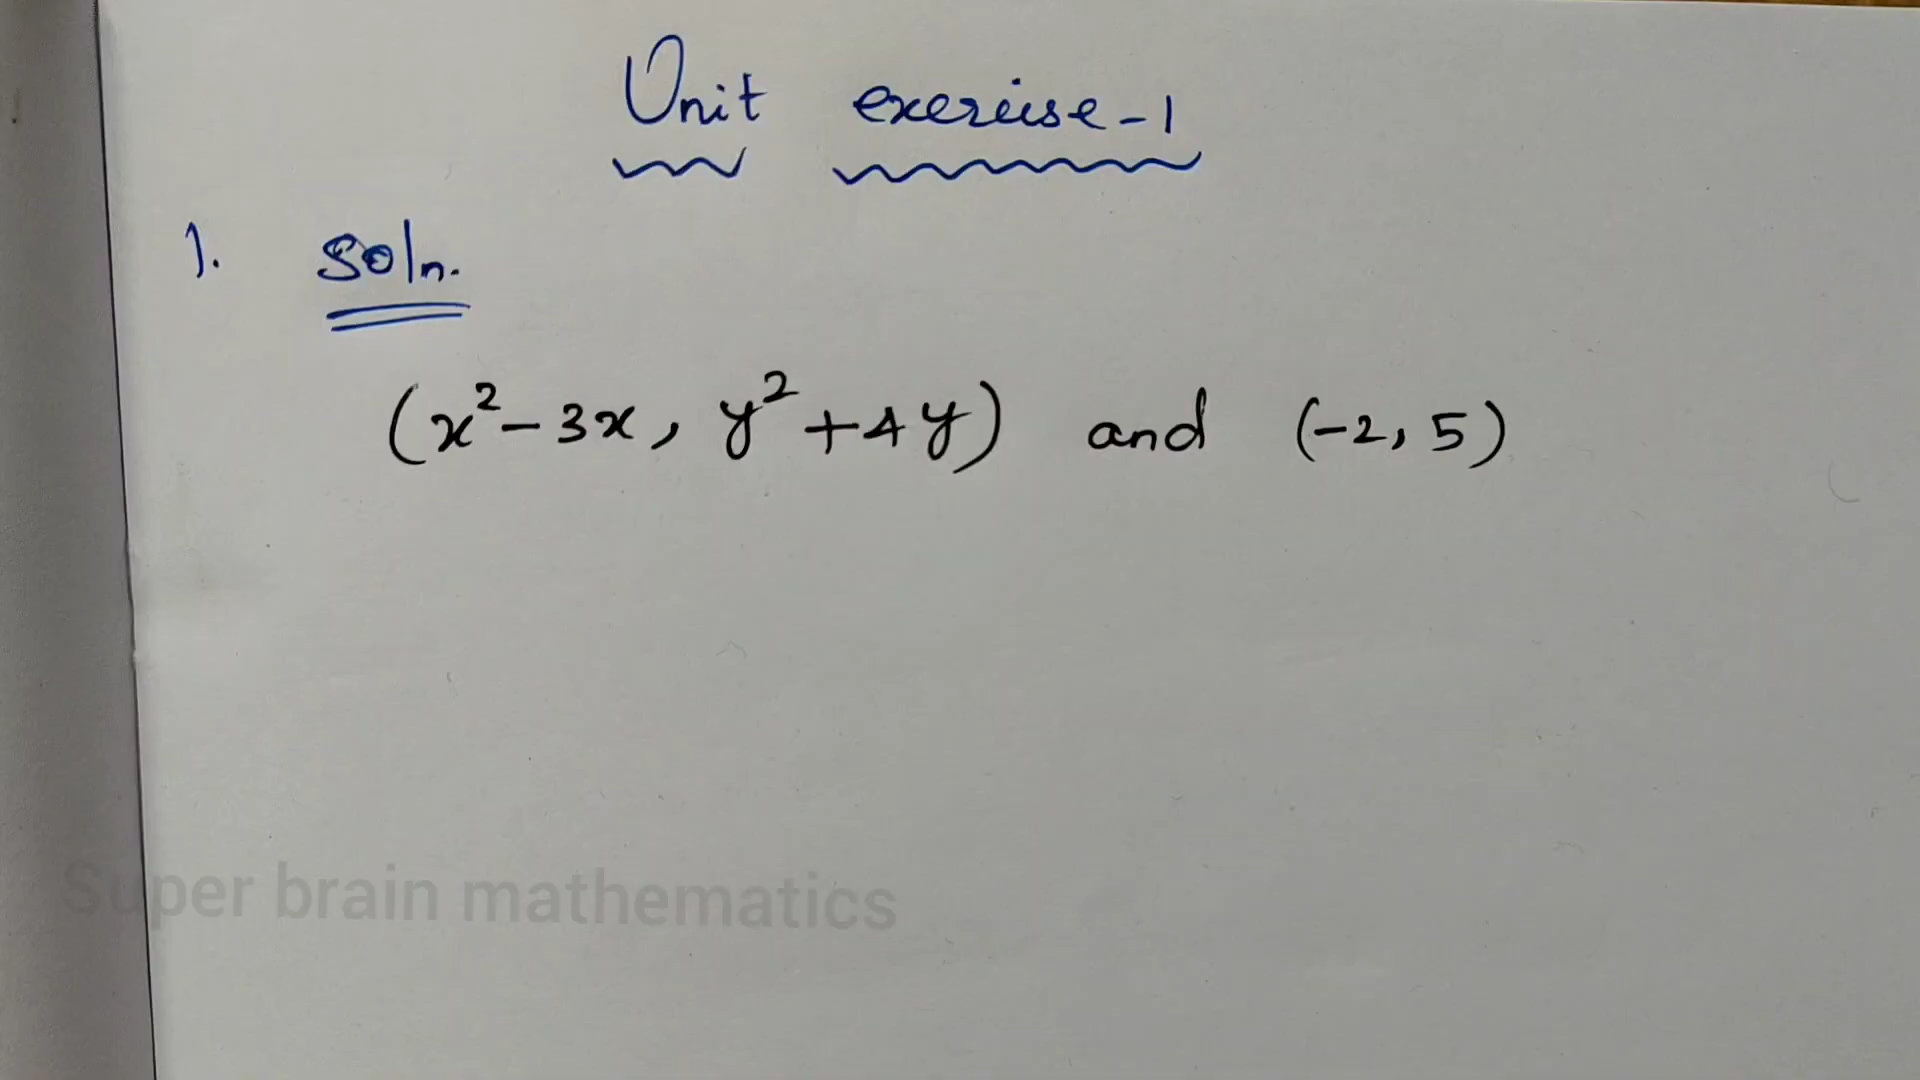 Unit exercise-1
1. Soln.
(x²-3x, y²+4y) and (-2, 5)
Super brain mathematics